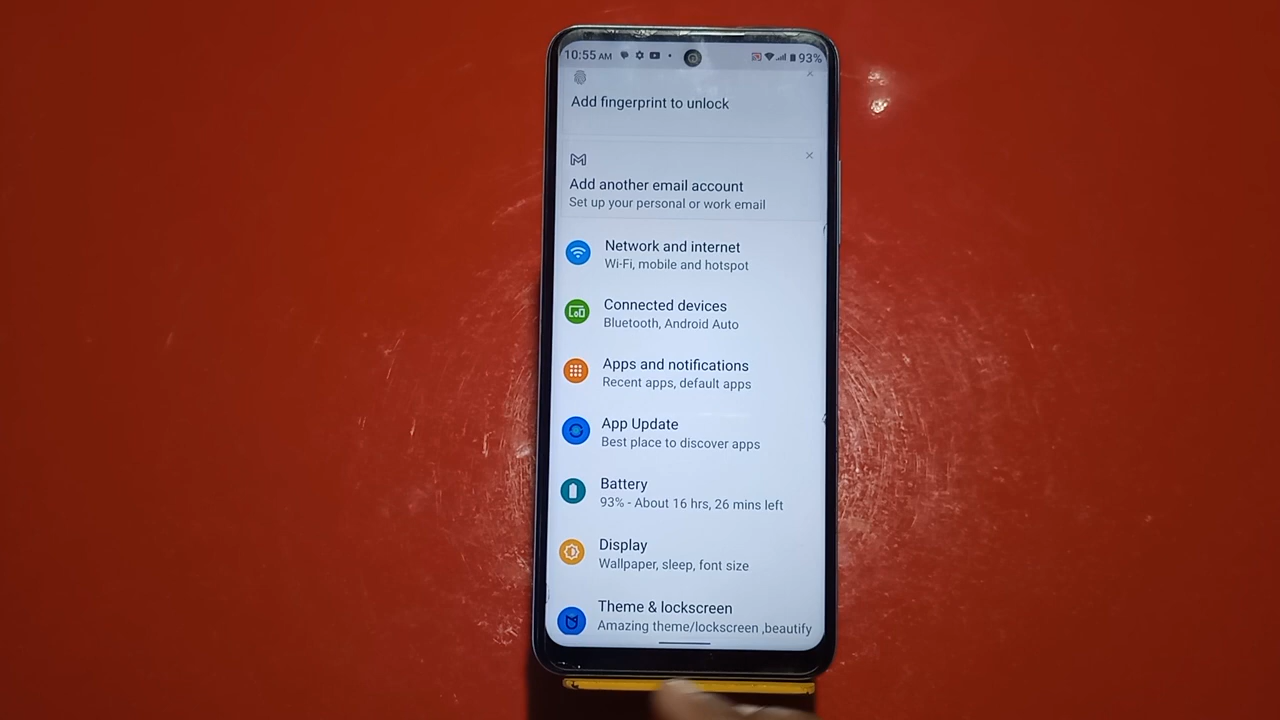 10:55 AM
93%
Add fingerprint to unlock
Add another email account
Set up your personal or work email
Network and internet
Wi-Fi, mobile and hotspot
Connected devices
Bluetooth, Android Auto
Apps and notifications
Recent apps, default apps
App Update
Best place to discover apps
Battery
93% - About 16 hrs, 26 mins left
Display
Wallpaper, sleep, font size
Theme & lockscreen
Amazing theme/lockscreen ,beautify